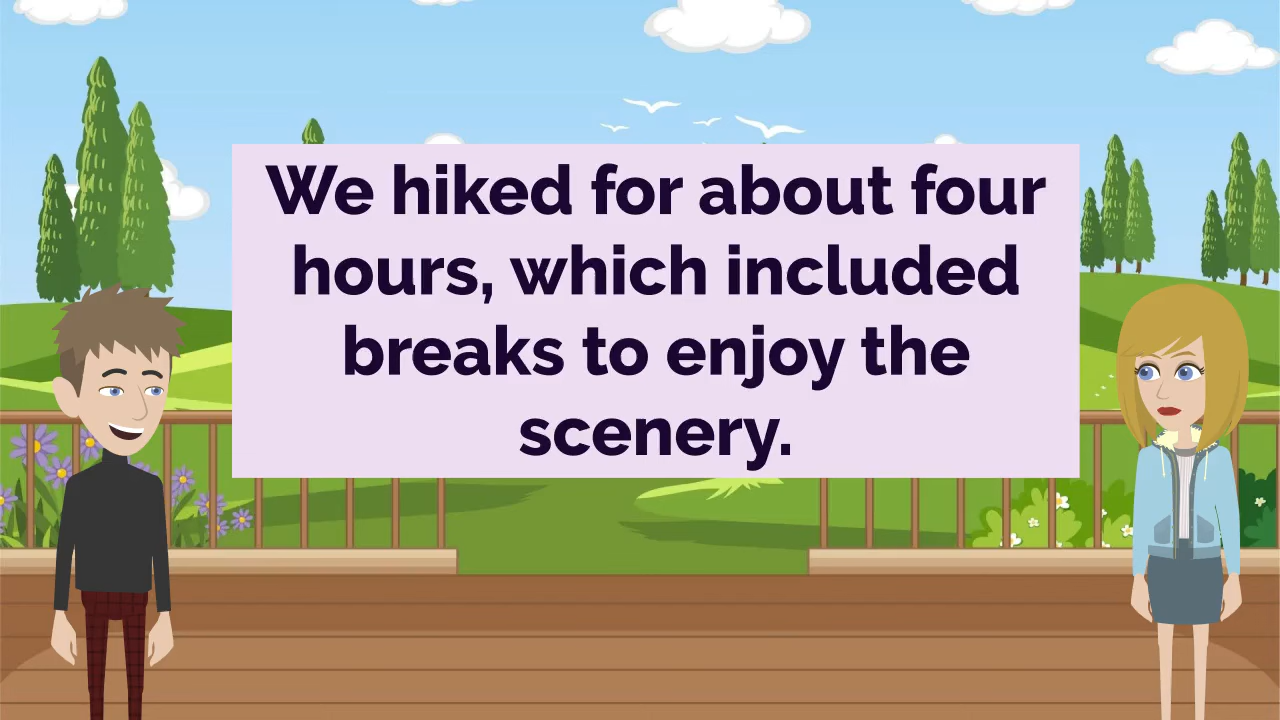 We hiked for about four
hours, which included
breaks to enjoy the
scenery.